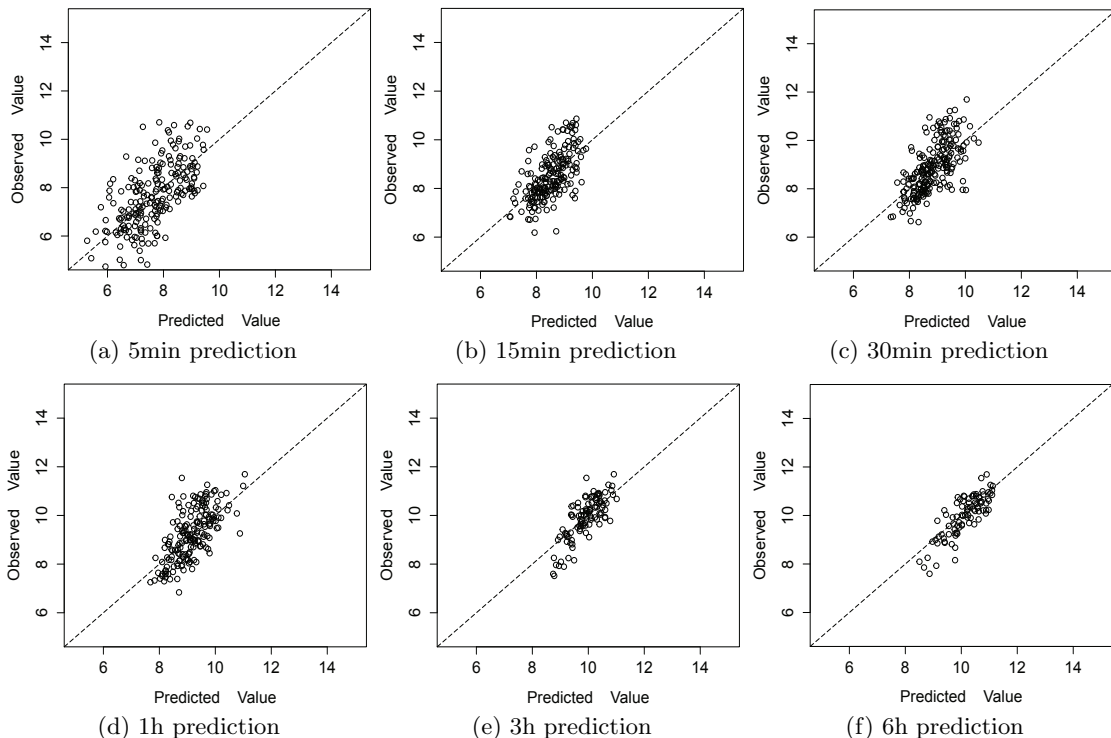 14
12
10
8
6
Observed Value
6 8 10 12 14
Predicted Value
(a) 5min prediction
14
12
10
8
6
Observed Value
6 8 10 12 14
Predicted Value
(b) 15min prediction
14
12
10
8
6
Observed Value
6 8 10 12 14
Predicted Value
(c) 30min prediction
14
12
10
8
6
Observed Value
6 8 10 12 14
Predicted Value
(d) 1h prediction
14
12
10
8
6
Observed Value
6 8 10 12 14
Predicted Value
(e) 3h prediction
14
12
10
8
6
Observed Value
6 8 10 12 14
Predicted Value
(f) 6h prediction